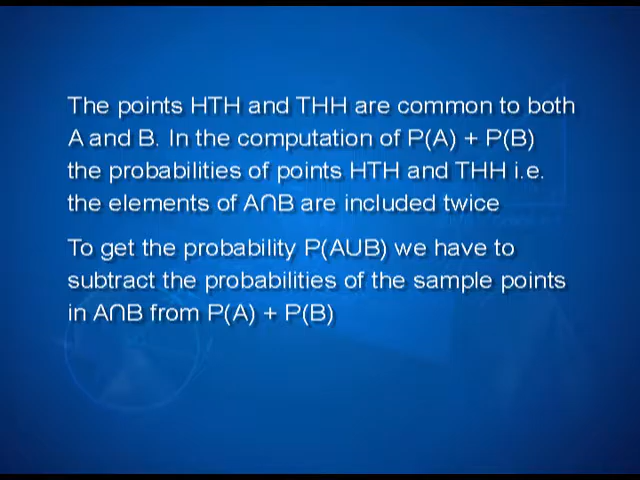 The points HTH and THH are common to both
A and B. In the computation of P(A) + P(B)
the probabilities of points HTH and THH i.e.
the elements of A∩B are included twice
To get the probability P(AUB) we have to
subtract the probabilities of the sample points
in A∩B from P(A) + P(B)